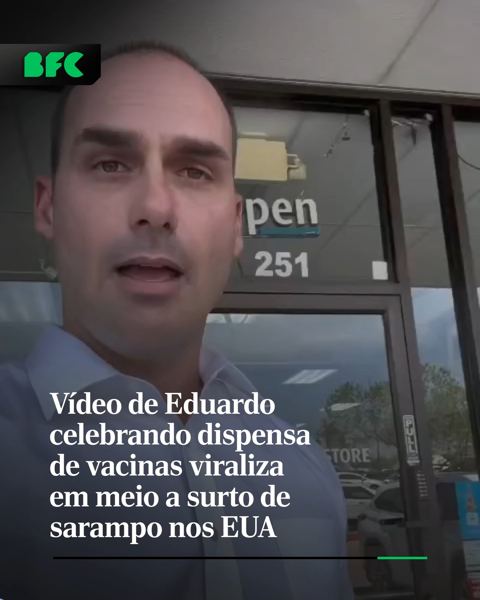 BFC
pen
251
STORE
PULL
Vídeo de Eduardo
celebrando dispensa
de vacinas viraliza
em meio a surto de
sarampo nos EUA